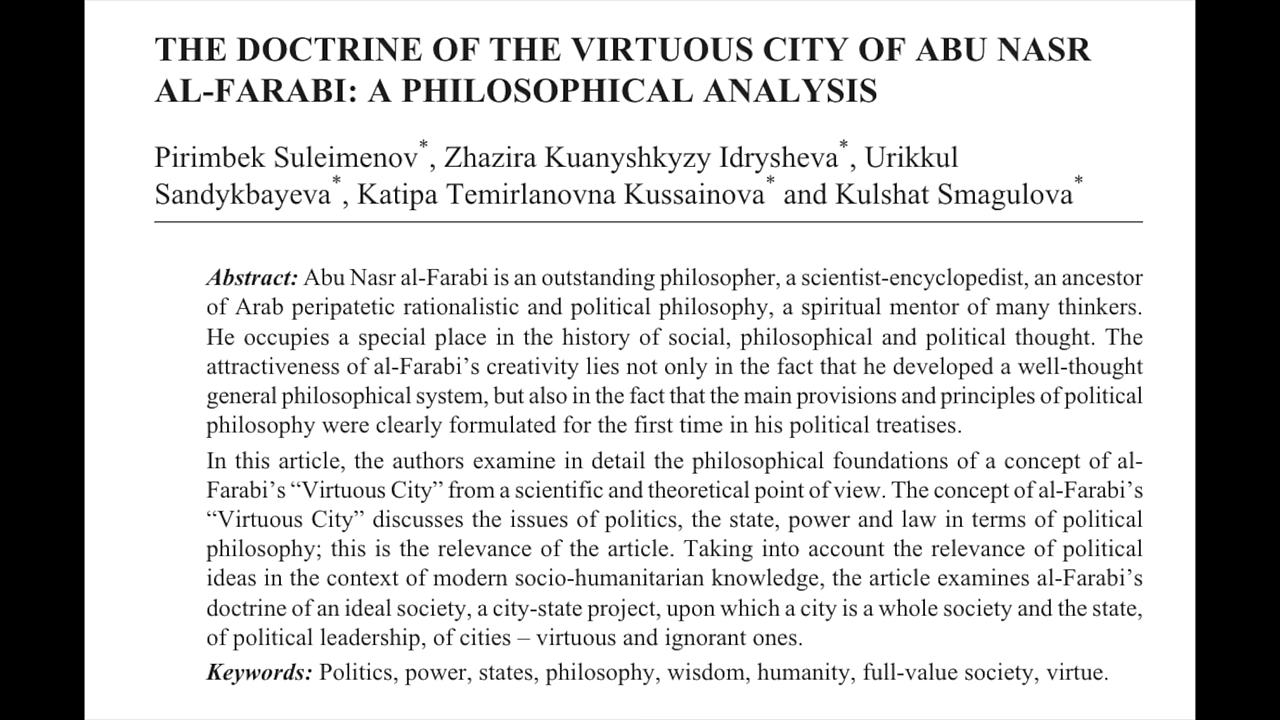 THE DOCTRINE OF THE VIRTUOUS CITY OF ABU NASR
AL-FARABI: A PHILOSOPHICAL ANALYSIS
Pirimbek Suleimenov*, Zhazira Kuanyshkyzy Idrysheva*, Urikkul
Sandykbayeva*, Katipa Temirlanovna Kussainova* and Kulshat Smagulova*
Abstract: Abu Nasr al-Farabi is an outstanding philosopher, a scientist-encyclopedist, an ancestor
of Arab peripatetic rationalistic and political philosophy, a spiritual mentor of many thinkers.
He occupies a special place in the history of social, philosophical and political thought. The
attractiveness of al-Farabi’s creativity lies not only in the fact that he developed a well-thought
general philosophical system, but also in the fact that the main provisions and principles of political
philosophy were clearly formulated for the first time in his political treatises.
In this article, the authors examine in detail the philosophical foundations of a concept of al-
Farabi’s “Virtuous City” from a scientific and theoretical point of view. The concept of al-Farabi’s
“Virtuous City” discusses the issues of politics, the state, power and law in terms of political
philosophy; this is the relevance of the article. Taking into account the relevance of political
ideas in the context of modern socio-humanitarian knowledge, the article examines al-Farabi’s
doctrine of an ideal society, a city-state project, upon which a city is a whole society and the state,
of political leadership, of cities – virtuous and ignorant ones.
Keywords: Politics, power, states, philosophy, wisdom, humanity, full-value society, virtue.